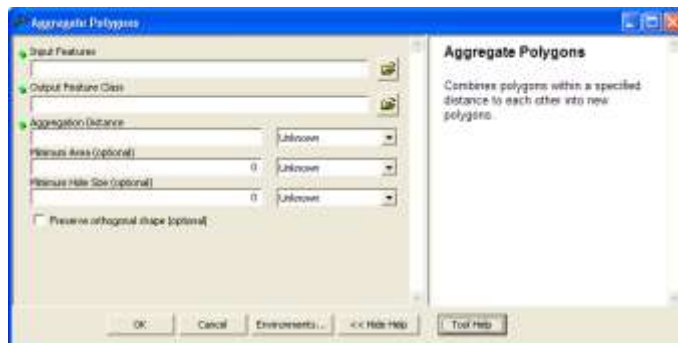 Aggregate Polygons
Input Features
Output Feature Class
Aggregation Distance
Unknown
Minimum Area (optional)
0 Unknown
Minimum Hole Size (optional)
0 Unknown
Preserve orthogonal shape (optional)
OK Cancel Environments... << Hide Help Tool Help
Aggregate Polygons
Combines polygons within a specified
distance to each other into new
polygons.